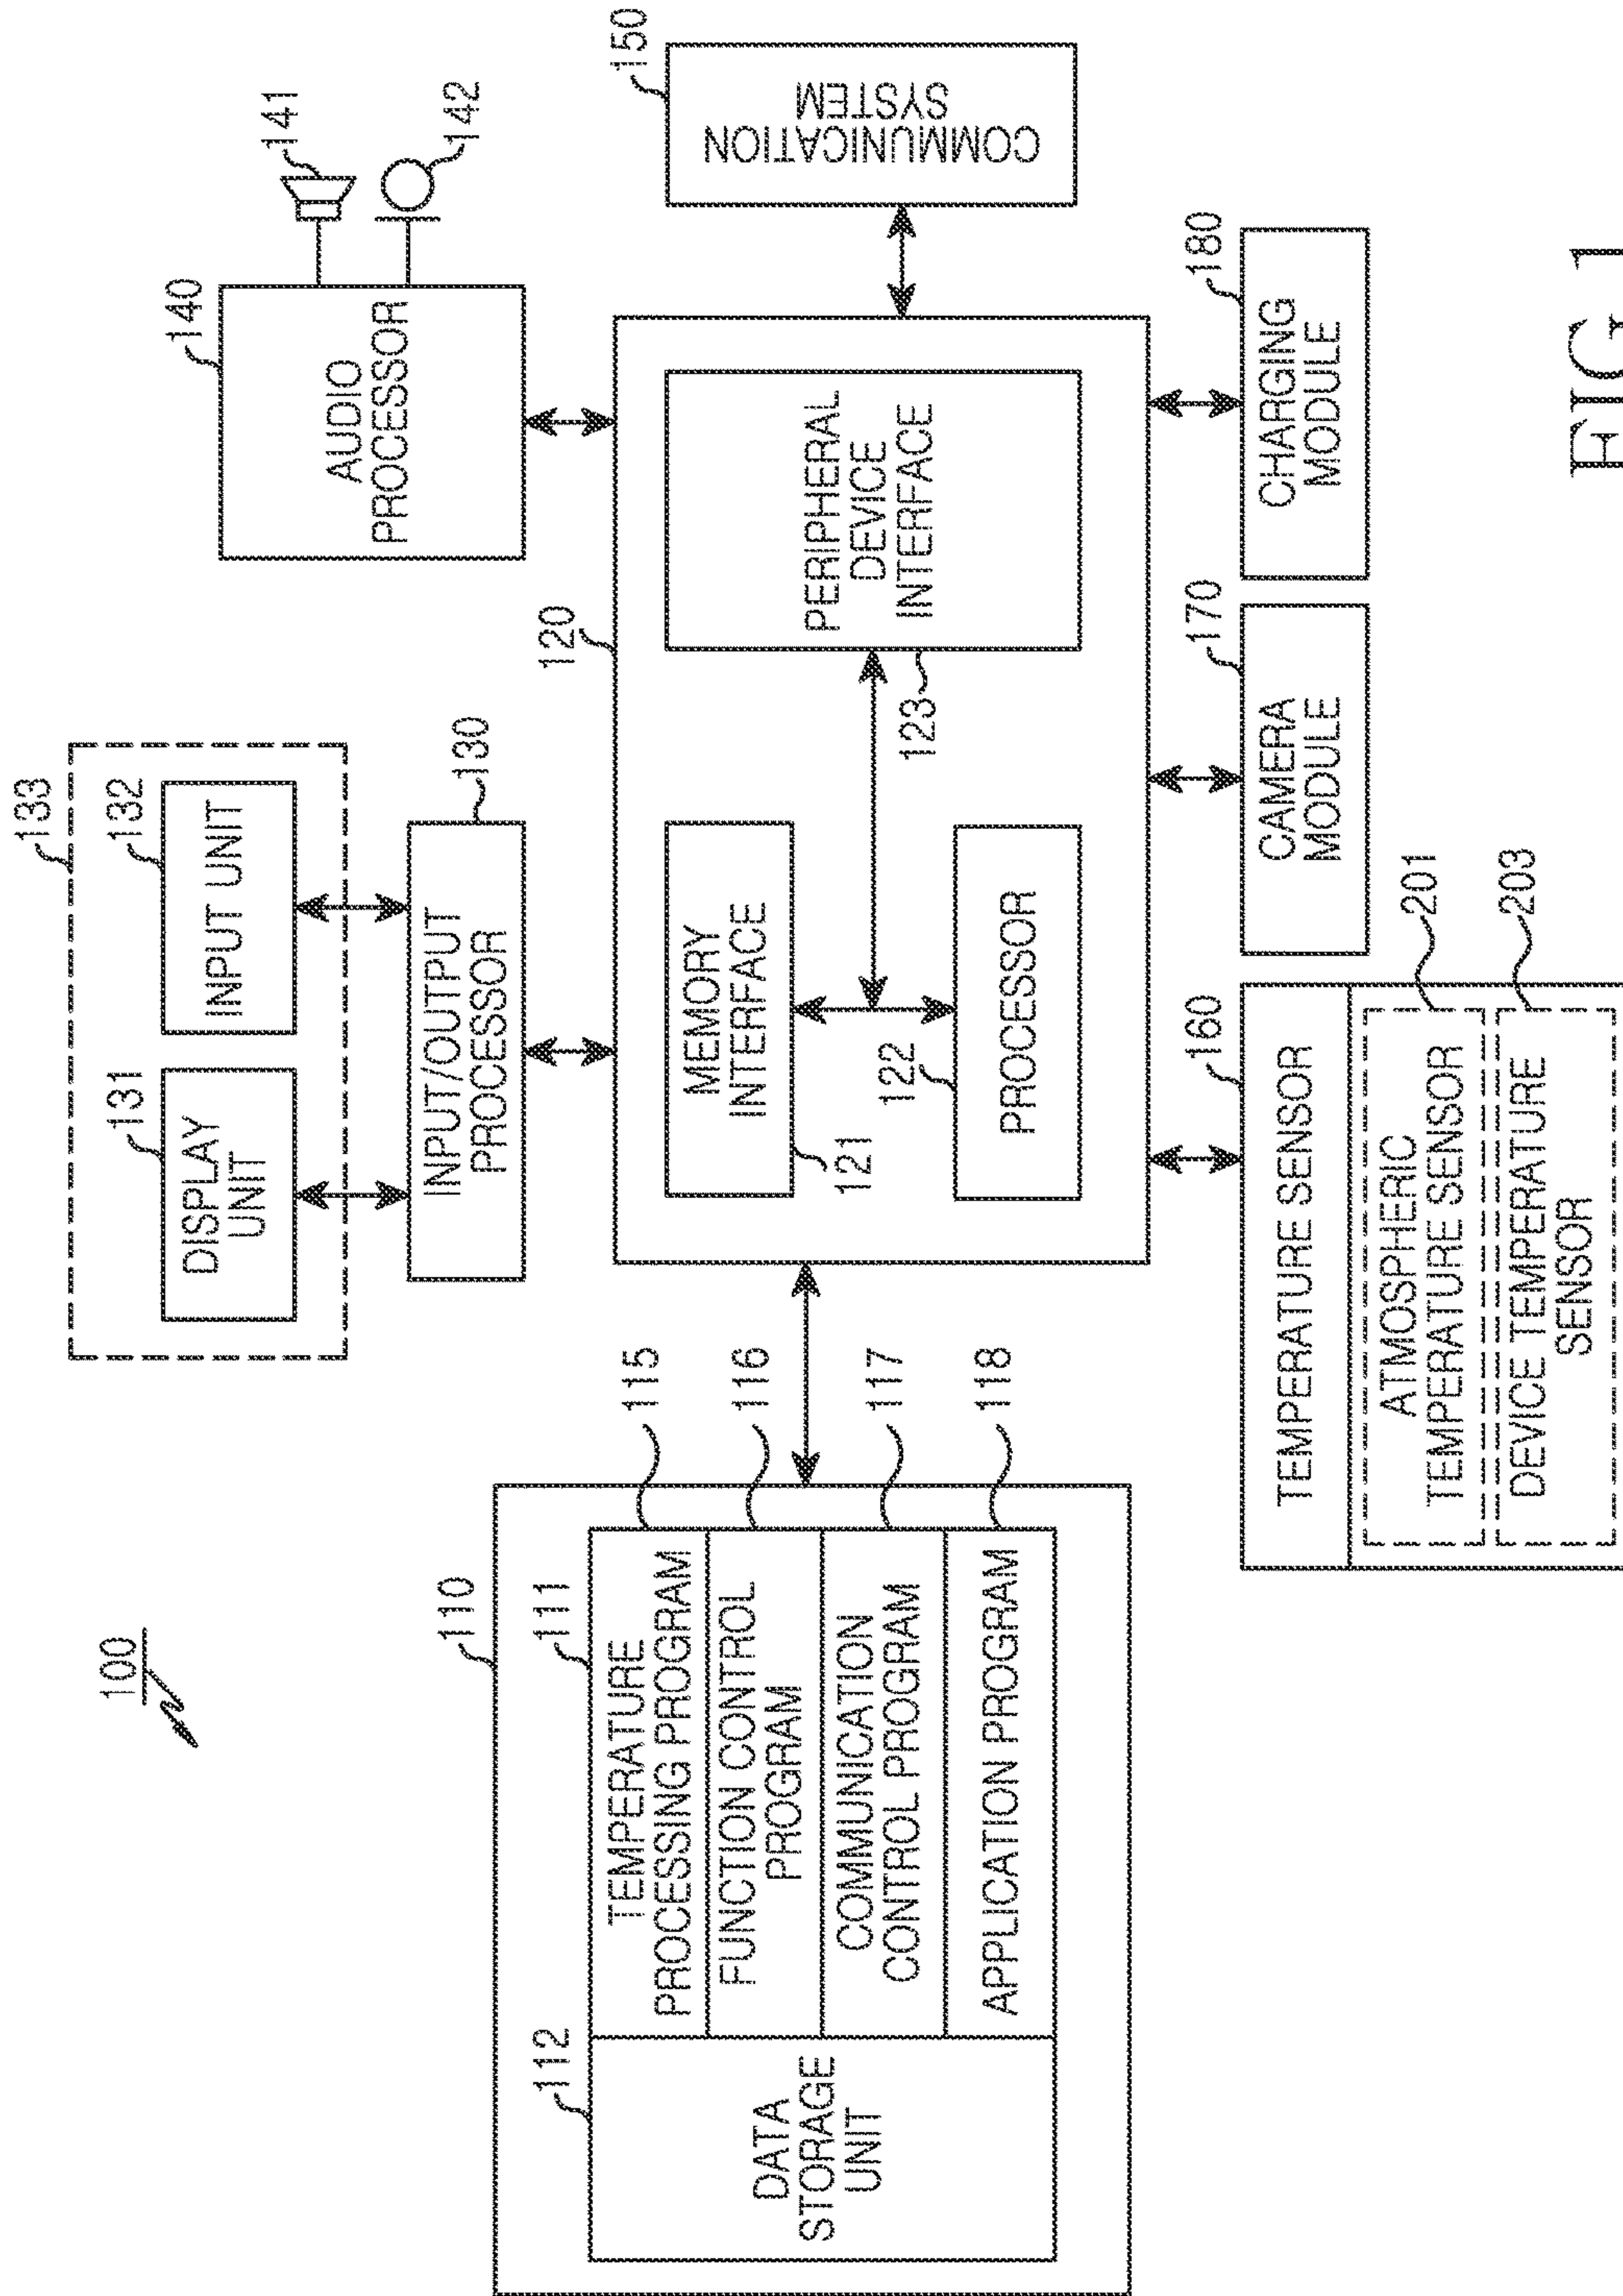 100
133
131
DISPLAY
UNIT
132
INPUT UNIT
130
INPUT/OUTPUT
PROCESSOR
140
AUDIO
PROCESSOR
141
142
110
112
DATA
STORAGE
UNIT
111
TEMPERATURE
PROCESSING PROGRAM
115
FUNCTION CONTROL
PROGRAM
116
COMMUNICATION
CONTROL PROGRAM
117
APPLICATION PROGRAM
118
120
MEMORY
INTERFACE
121
122
PROCESSOR
123
PERIPHERAL
DEVICE
INTERFACE
150
COMMUNICATION
SYSTEM
160
TEMPERATURE SENSOR
ATMOSPHERIC
TEMPERATURE SENSOR
201
DEVICE TEMPERATURE
SENSOR
203
170
CAMERA
MODULE
180
CHARGING
MODULE
FIG.1